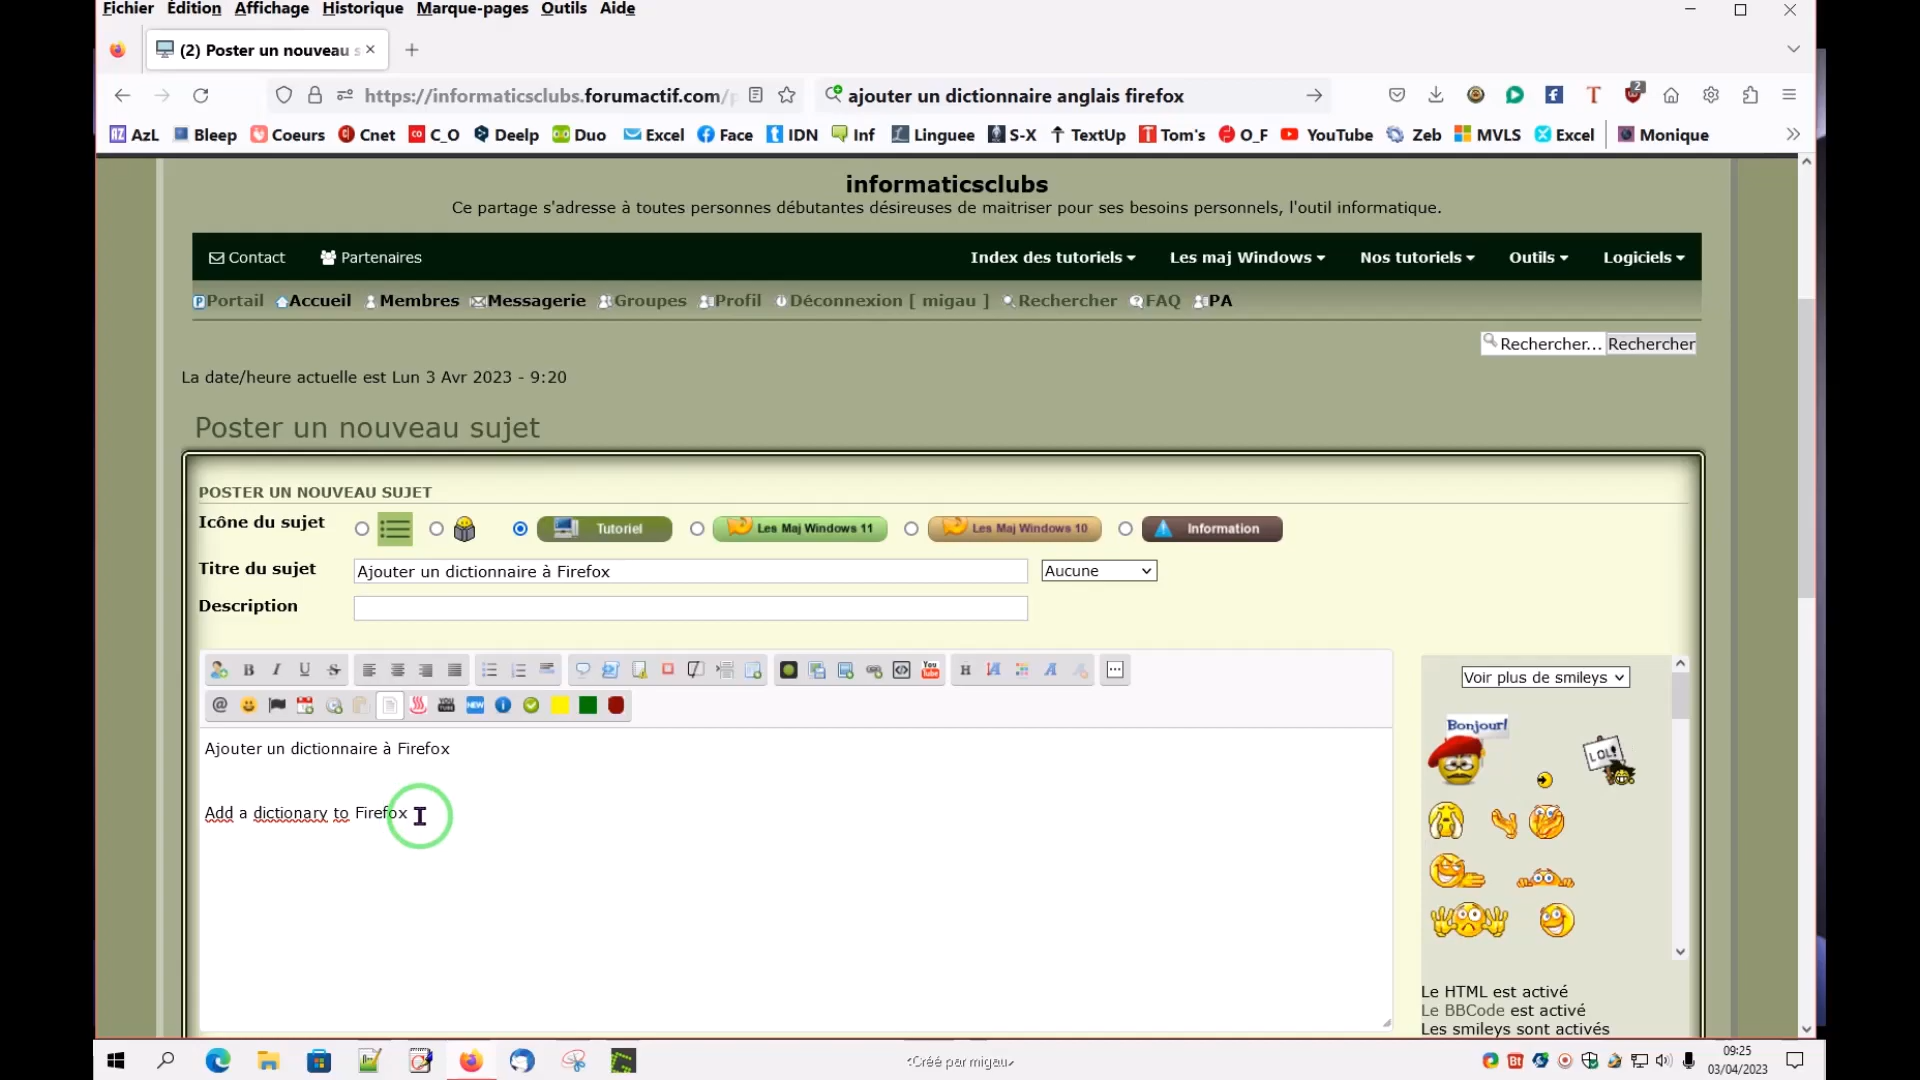 Fichier Édition Affichage Historique Marque-pages Outils Aide
(2) Poster un nouveau s
https://informaticsclubs.forumactif.com/p
ajouter un dictionnaire anglais firefox
2
AZ AzL Bleep Coeurs Cnet CO C_O Deelp Duo Excel Face IDN Inf Linguee S-X TextUp Tom's O_F YouTube Zeb MVLS Excel Monique
informaticsclubs
Ce partage s'adresse à toutes personnes débutantes désireuses de maitriser pour ses besoins personnels, l'outil informatique.
Contact Partenaires Index des tutoriels Les maj Windows Nos tutoriels Outils Logiciels
Portail Accueil Membres Messagerie Groupes Profil Déconnexion [ migau ] Rechercher FAQ PA
Rechercher... Rechercher
La date/heure actuelle est Lun 3 Avr 2023 - 9:20
Poster un nouveau sujet
POSTER UN NOUVEAU SUJET
Icône du sujet Tutoriel Les Maj Windows 11 Les Maj Windows 10 Information
Titre du sujet Ajouter un dictionnaire à Firefox Aucune
Description
B I U S
You Tube
H
NEW
Voir plus de smileys
Bonjour!
LOL!
Ajouter un dictionnaire à Firefox
Add a dictionary to Firefox
Le HTML est activé
Le BBCode est activé
Les smileys sont activés
<Créé par migau>
Bt
09:25
03/04/2023